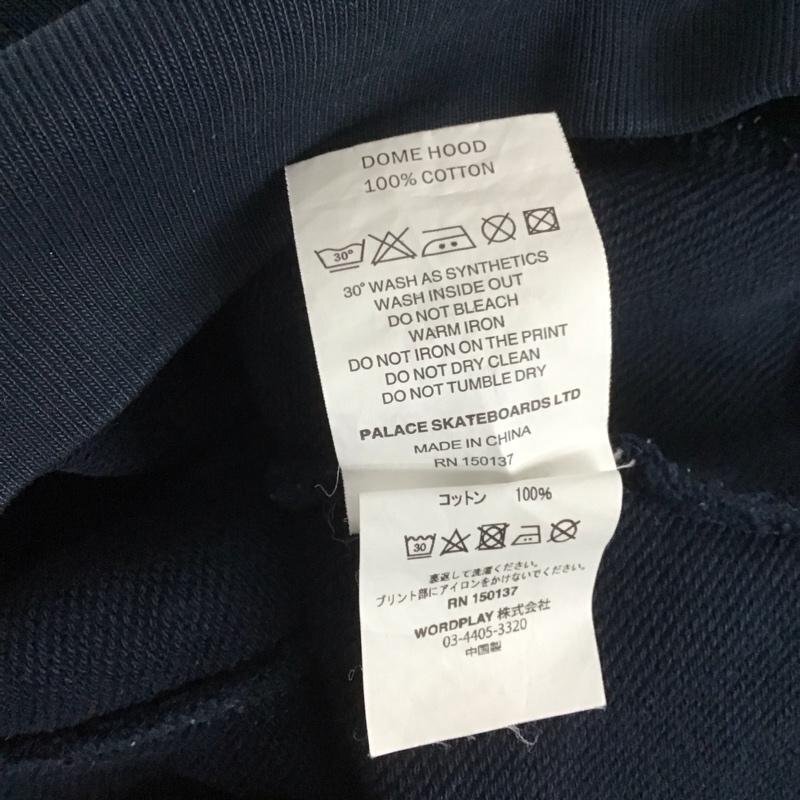 DOME HOOD
100% COTTON
30°
30° WASH AS SYNTHETICS
WASH INSIDE OUT
DO NOT BLEACH
WARM IRON
DO NOT IRON ON THE PRINT
DO NOT DRY CLEAN
DO NOT TUMBLE DRY
PALACE SKATEBOARDS LTD
MADE IN CHINA
RN 150137
コットン 100%
30
裏返して洗濯ください。
プリント部にアイロンをかけないでください。
RN 150137
WORDPLAY 株式会社
03-4405-3320
中国製